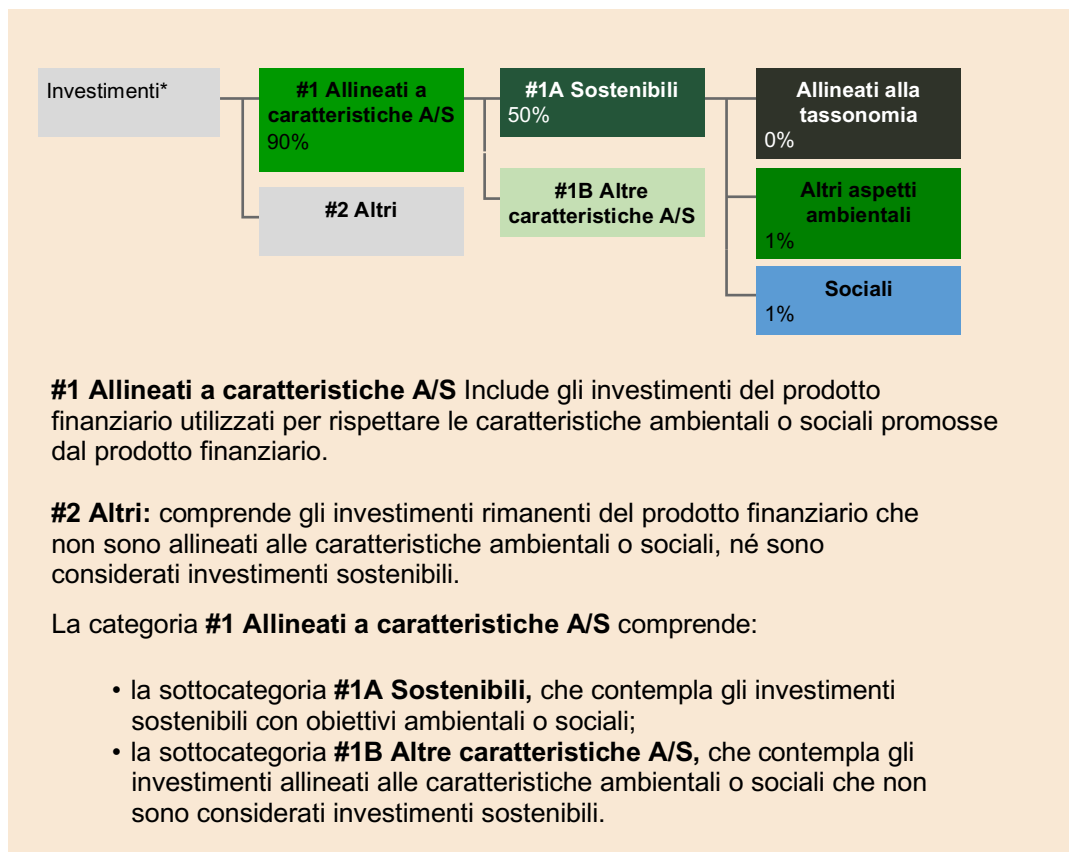 Investimenti*
#1 Allineati a
caratteristiche A/S
90%
#2 Altri
#1A Sostenibili
50%
#1B Altre
caratteristiche A/S
Allineati alla
tassonomia
0%
Altri aspetti
ambientali
1%
Sociali
1%
#1 Allineati a caratteristiche A/S Include gli investimenti del prodotto
finanziario utilizzati per rispettare le caratteristiche ambientali o sociali promosse
dal prodotto finanziario.
#2 Altri: comprende gli investimenti rimanenti del prodotto finanziario che
non sono allineati alle caratteristiche ambientali o sociali, né sono
considerati investimenti sostenibili.
La categoria #1 Allineati a caratteristiche A/S comprende:
• la sottocategoria #1A Sostenibili, che contempla gli investimenti
sostenibili con obiettivi ambientali o sociali;
• la sottocategoria #1B Altre caratteristiche A/S, che contempla gli
investimenti allineati alle caratteristiche ambientali o sociali che non
sono considerati investimenti sostenibili.